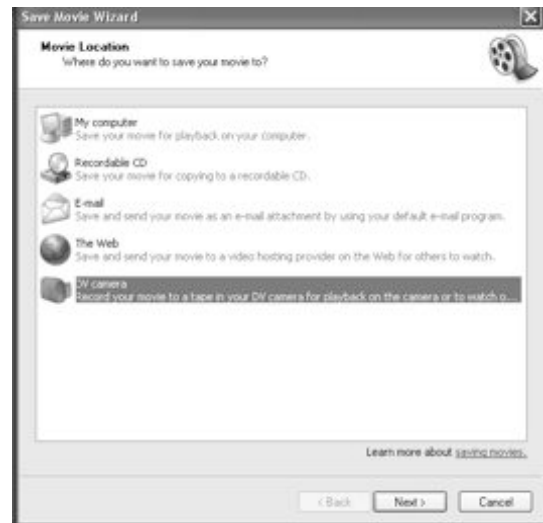 Save Movie Wizard
Movie Location
Where do you want to save your movie to?
My computer
Save your movie for playback on your computer.
Recordable CD
Save your movie for copying to a recordable CD.
E-mail
Save and send your movie as an e-mail attachment by using your default e-mail program.
The Web
Save and send your movie to a video hosting provider on the Web for others to watch.
DV camera
Record your movie to a tape in your DV camera for playback on the camera or to watch o...
Learn more about saving movies.
< Back
Next >
Cancel